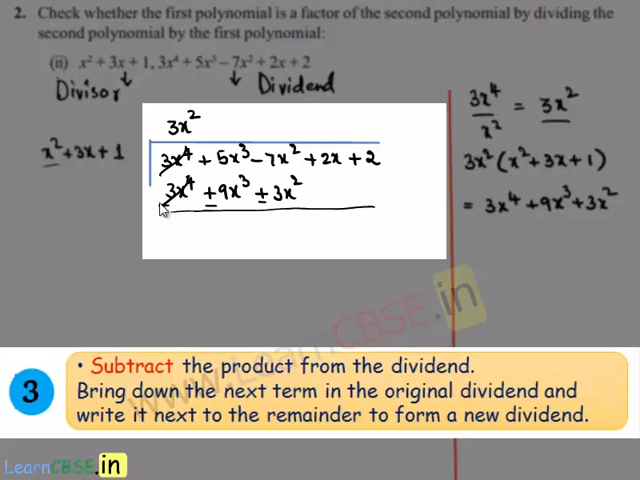 2. Check whether the first polynomial is a factor of the second polynomial by dividing the
second polynomial by the first polynomial:
(ii) x² + 3x + 1, 3x⁴ + 5x³ − 7x² + 2x + 2
Divisor
Dividend
3x²
x² + 3x + 1
3x⁴ + 5x³ − 7x² + 2x + 2
3x⁴ + 9x³ + 3x²
3x⁴/x² = 3x²
3x² (x² + 3x + 1)
= 3x⁴ + 9x³ + 3x²
www.LearnCBSE.in
3
• Subtract the product from the dividend.
Bring down the next term in the original dividend and
write it next to the remainder to form a new dividend.
LearnCBSE.in